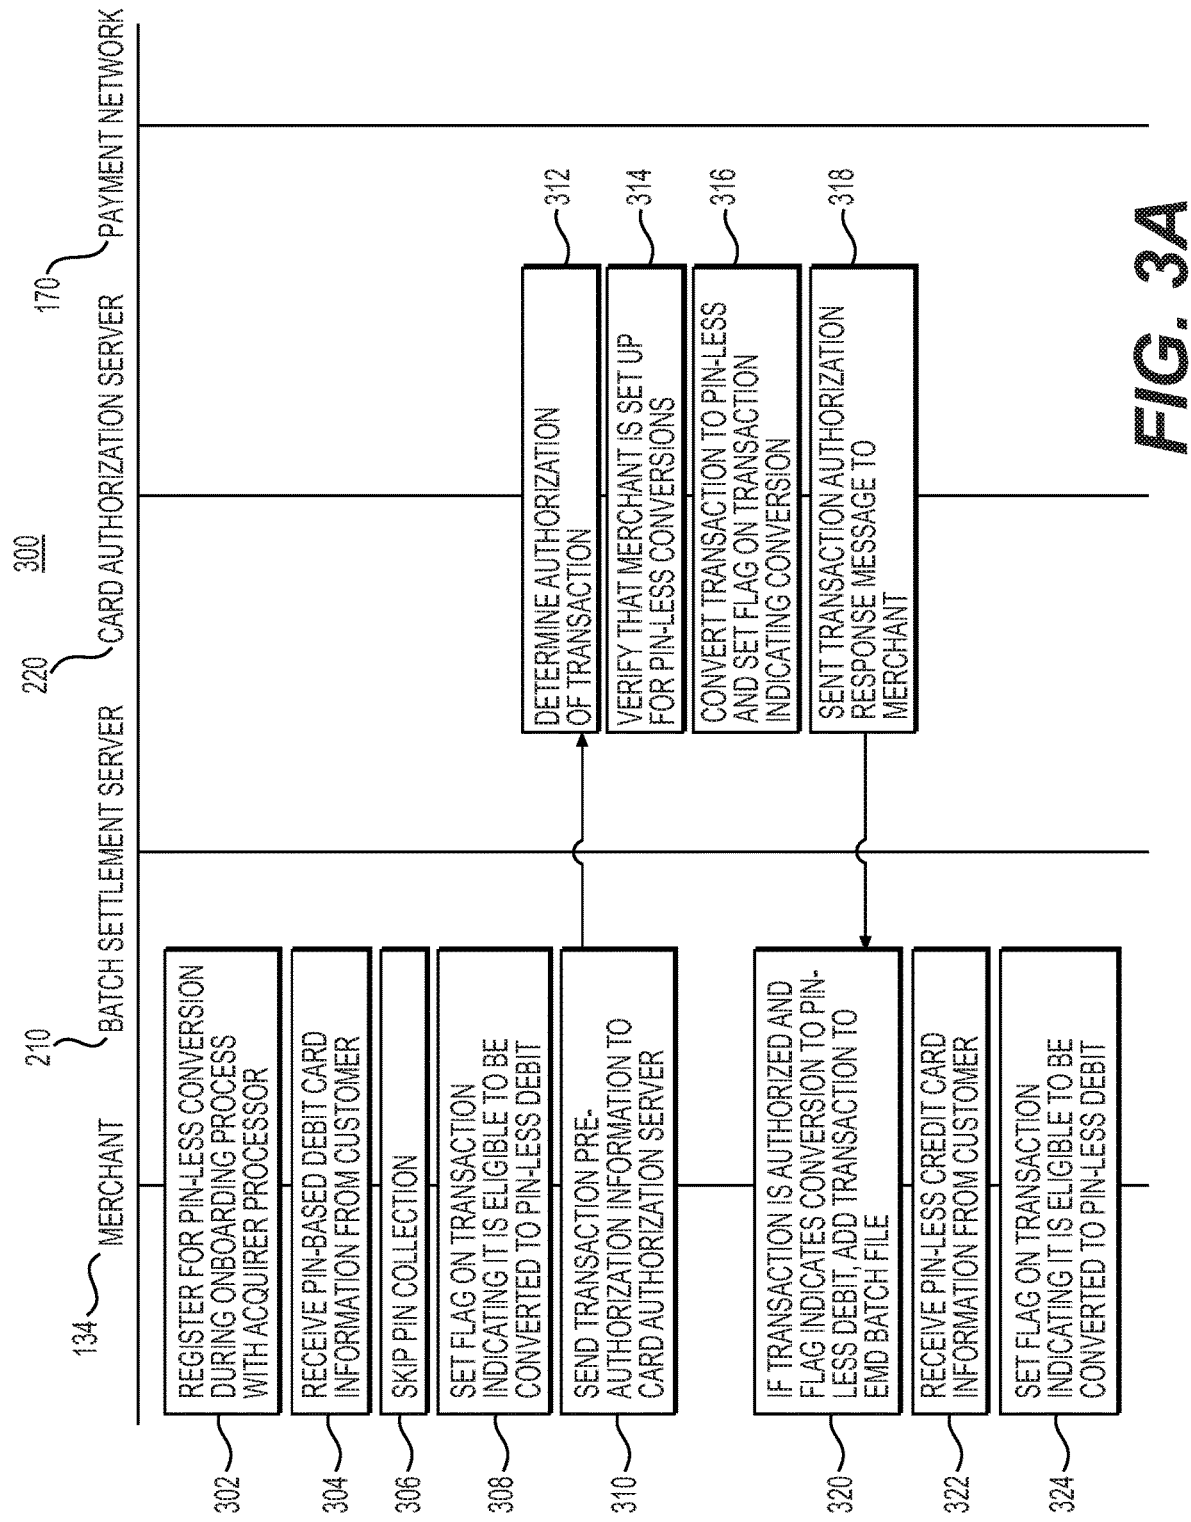 300
134
MERCHANT
210
BATCH SETTLEMENT SERVER
220
CARD AUTHORIZATION SERVER
170
PAYMENT NETWORK
302
REGISTER FOR PIN-LESS CONVERSION
DURING ONBOARDING PROCESS
WITH ACQUIRER PROCESSOR
304
RECEIVE PIN-BASED DEBIT CARD
INFORMATION FROM CUSTOMER
306
SKIP PIN COLLECTION
308
SET FLAG ON TRANSACTION
INDICATING IT IS ELIGIBLE TO BE
CONVERTED TO PIN-LESS DEBIT
310
SEND TRANSACTION PRE-
AUTHORIZATION INFORMATION TO
CARD AUTHORIZATION SERVER
DETERMINE AUTHORIZATION
OF TRANSACTION
312
VERIFY THAT MERCHANT IS SET UP
FOR PIN-LESS CONVERSIONS
314
CONVERT TRANSACTION TO PIN-LESS
AND SET FLAG ON TRANSACTION
INDICATING CONVERSION
316
SENT TRANSACTION AUTHORIZATION
RESPONSE MESSAGE TO
MERCHANT
318
320
IF TRANSACTION IS AUTHORIZED AND
FLAG INDICATES CONVERSION TO PIN-
LESS DEBIT, ADD TRANSACTION TO
EMD BATCH FILE
322
RECEIVE PIN-LESS CREDIT CARD
INFORMATION FROM CUSTOMER
324
SET FLAG ON TRANSACTION
INDICATING IT IS ELIGIBLE TO BE
CONVERTED TO PIN-LESS DEBIT
FIG. 3A